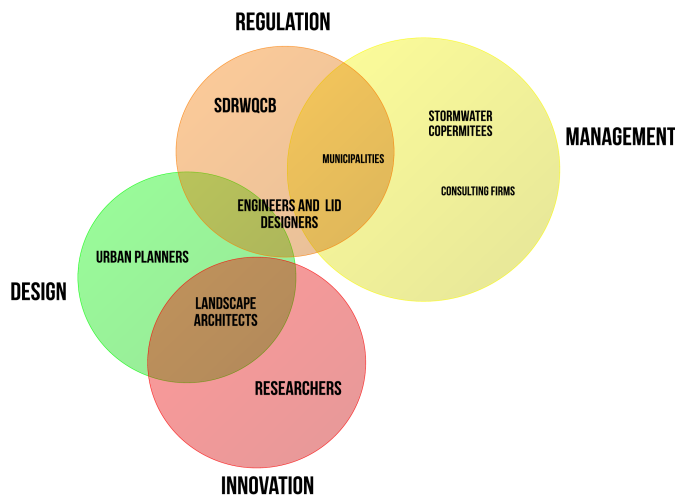 REGULATION
SDRWQCB
STORMWATER
COPERMITEES
MANAGEMENT
MUNICIPALITIES
CONSULTING FIRMS
ENGINEERS AND LID
DESIGNERS
URBAN PLANNERS
DESIGN
LANDSCAPE
ARCHITECTS
RESEARCHERS
INNOVATION